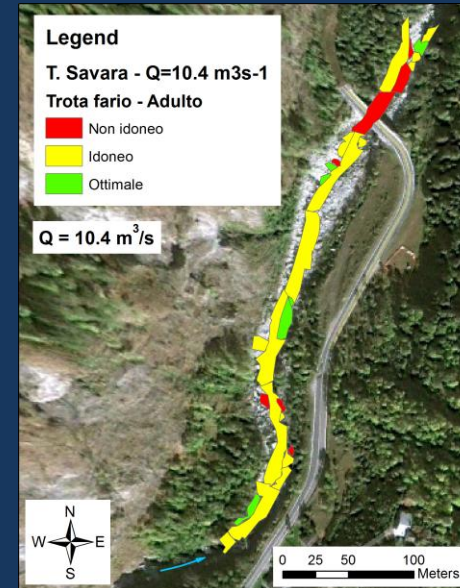 Legend
T. Savara - Q=10.4 m3s-1
Trota fario - Adulto
Non idoneo
Idoneo
Ottimale
Q = 10.4 m³/s
N
W E
S
0 25 50 100
Meters